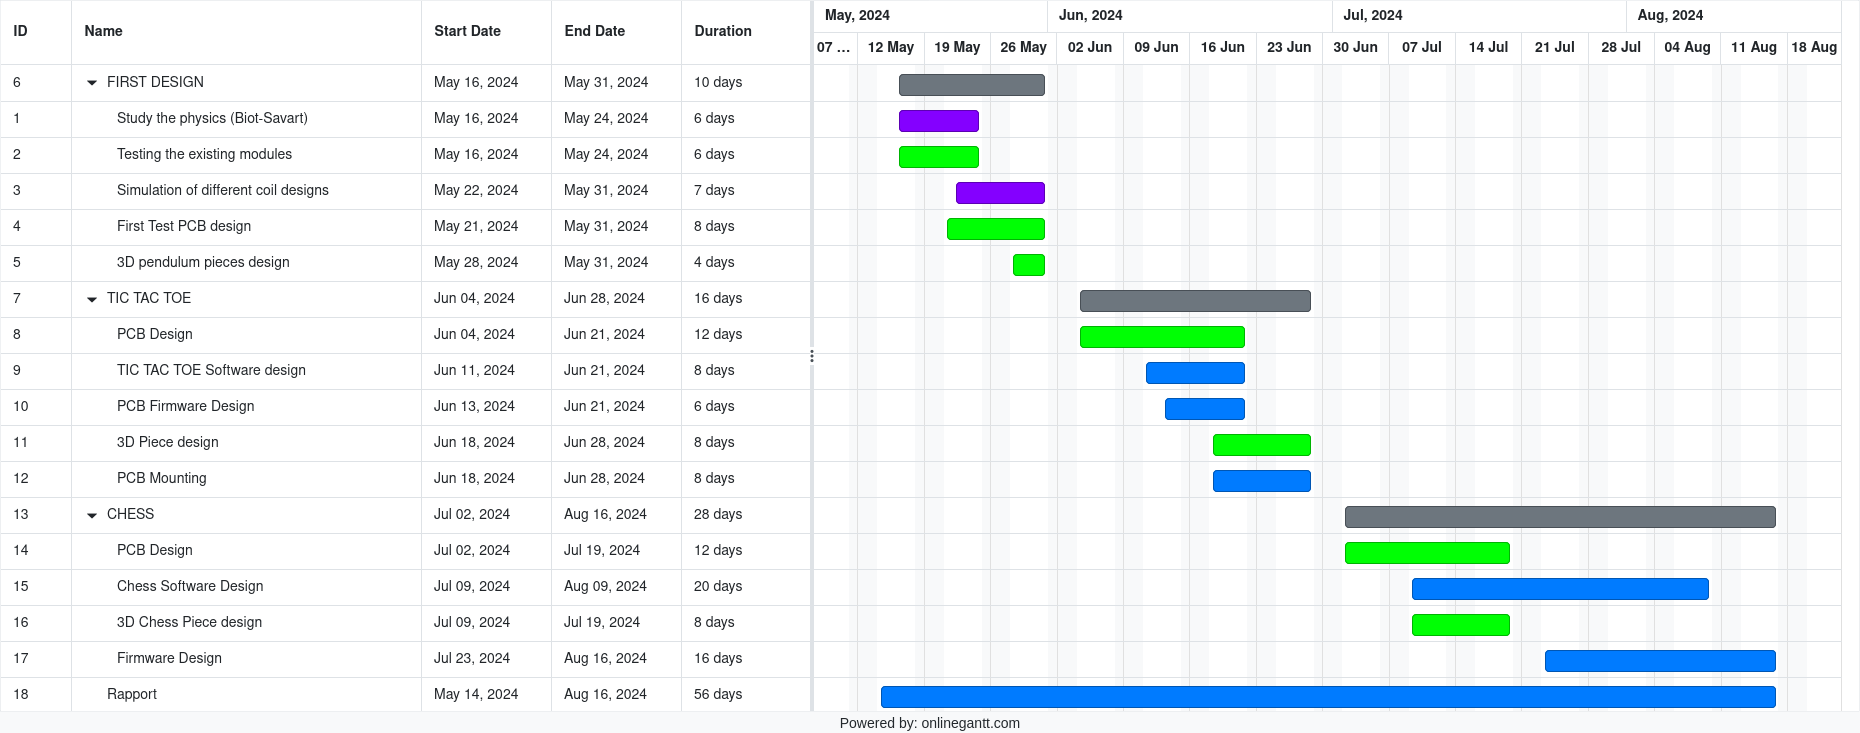 ID Name Start Date End Date Duration May, 2024 Jun, 2024 Jul, 2024 Aug, 2024
07 ... 12 May 19 May 26 May 02 Jun 09 Jun 16 Jun 23 Jun 30 Jun 07 Jul 14 Jul 21 Jul 28 Jul 04 Aug 11 Aug 18 Aug
6 FIRST DESIGN May 16, 2024 May 31, 2024 10 days
1 Study the physics (Biot-Savart) May 16, 2024 May 24, 2024 6 days
2 Testing the existing modules May 16, 2024 May 24, 2024 6 days
3 Simulation of different coil designs May 22, 2024 May 31, 2024 7 days
4 First Test PCB design May 21, 2024 May 31, 2024 8 days
5 3D pendulum pieces design May 28, 2024 May 31, 2024 4 days
7 TIC TAC TOE Jun 04, 2024 Jun 28, 2024 16 days
8 PCB Design Jun 04, 2024 Jun 21, 2024 12 days
9 TIC TAC TOE Software design Jun 11, 2024 Jun 21, 2024 8 days
10 PCB Firmware Design Jun 13, 2024 Jun 21, 2024 6 days
11 3D Piece design Jun 18, 2024 Jun 28, 2024 8 days
12 PCB Mounting Jun 18, 2024 Jun 28, 2024 8 days
13 CHESS Jul 02, 2024 Aug 16, 2024 28 days
14 PCB Design Jul 02, 2024 Jul 19, 2024 12 days
15 Chess Software Design Jul 09, 2024 Aug 09, 2024 20 days
16 3D Chess Piece design Jul 09, 2024 Jul 19, 2024 8 days
17 Firmware Design Jul 23, 2024 Aug 16, 2024 16 days
18 Rapport May 14, 2024 Aug 16, 2024 56 days
Powered by: onlinegantt.com